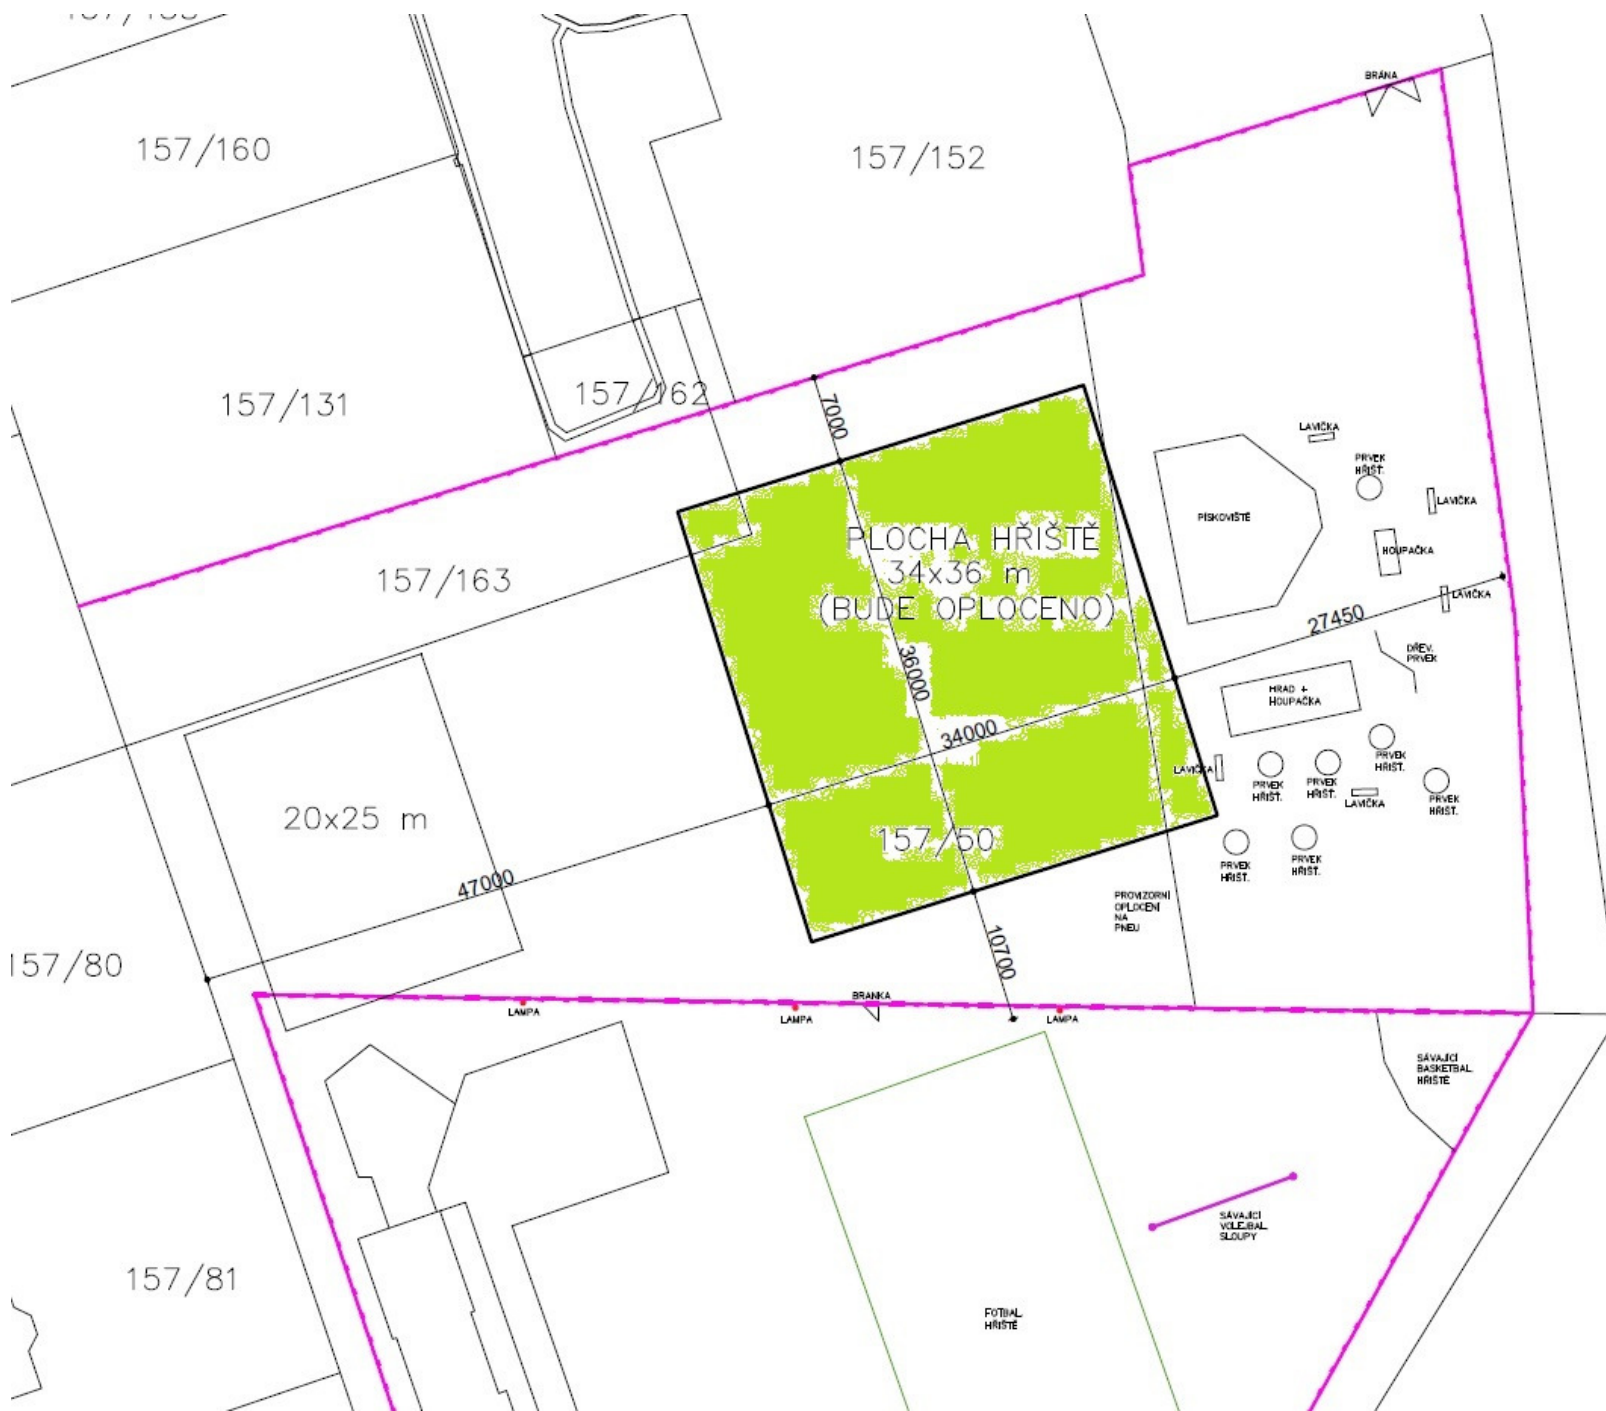 BRÁNA
157/160
157/152
157/131
157/162
7000
LAVIČKA
PRVEK
HŘIŠŤ.
LAVIČKA
PÍSKOVIŠTĚ
PLOCHA HŘIŠTĚ
34x36 m
(BUDE OPLOCENO)
HOUPAČKA
157/163
LAVIČKA
27450
DŘEV.
PRVEK
36000
HRAD +
HOUPAČKA
34000
LAVIČKA
PRVEK
HŘIŠŤ.
PRVEK
HŘIŠŤ.
PRVEK
HŘIŠŤ.
LAVIČKA
PRVEK
HŘIŠŤ.
20x25 m
157/50
PRVEK
HŘIŠŤ.
PRVEK
HŘIŠŤ.
47000
PROVIZORNÍ
OPLOCENÍ
NA
PNEU
10700
157/80
BRANKA
LAMPA
LAMPA
LAMPA
SÁVAJÍCÍ
BASKETBAL.
HŘIŠTĚ
SÁVAJÍCÍ
VOLEJBAL.
SLOUPY
157/81
FOTBAL.
HŘIŠTĚ